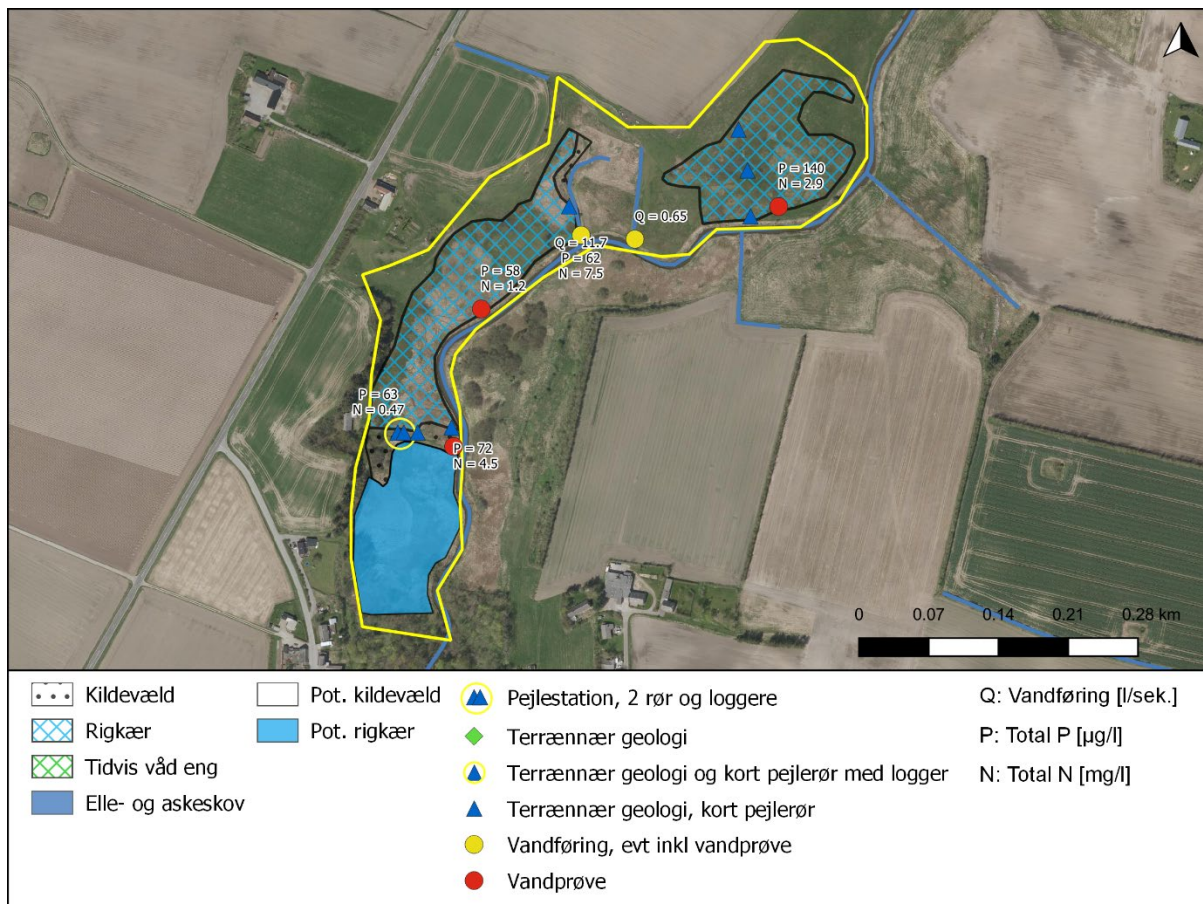 P = 140
N = 2.9
Q = 0.65
Q = 11.7
P = 62
N = 7.5
P = 58
N = 1.2
P = 63
N = 0.47
P = 72
N = 4.5
0 0.07 0.14 0.21 0.28 km
Kildevæld
Rigkær
Tidvis våd eng
Elle- og askeskov
Pot. kildevæld
Pot. rigkær
Pejlestation, 2 rør og loggere
Terrænnær geologi
Terrænnær geologi og kort pejlerør med logger
Terrænnær geologi, kort pejlerør
Vandføring, evt inkl vandprøve
Vandprøve
Q: Vandføring [l/sek.]
P: Total P [µg/l]
N: Total N [mg/l]